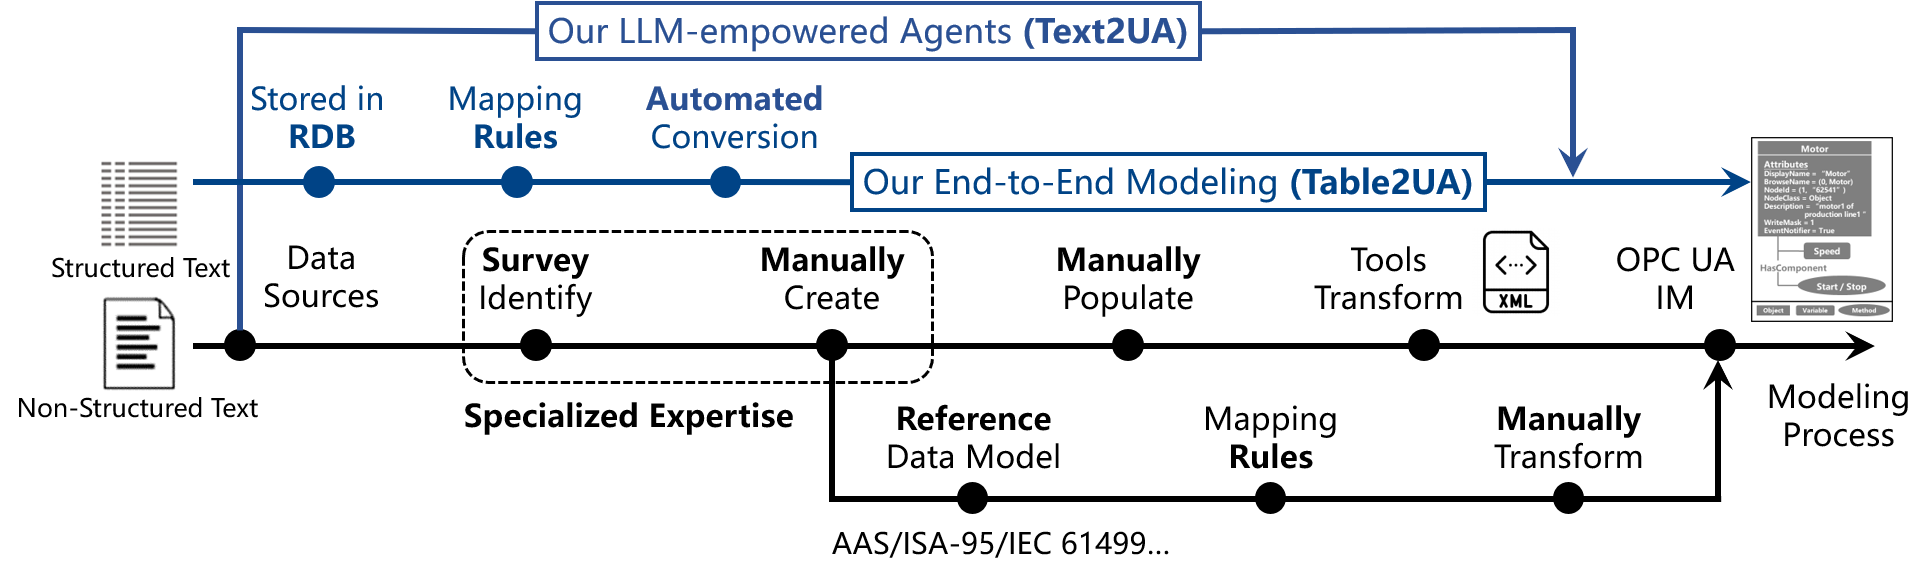 Our LLM-empowered Agents (Text2UA)
Stored in
RDB
Mapping
Rules
Automated
Conversion
Our End-to-End Modeling (Table2UA)
Structured Text
Non-Structured Text
Data
Sources
Survey
Identify
Manually
Create
Specialized Expertise
Manually
Populate
Tools
Transform
XML
OPC UA
IM
Motor
Attributes
DisplayName = "Motor"
BrowseName = (0, Motor)
NodeId = (1, "62541" )
NodeClass = Object
Description = "motor1 of
production line1 "
WriteMask = 1
EventNotifier = True
Speed
HasComponent
Start / Stop
Object
Variable
Method
Modeling
Process
Reference
Data Model
Mapping
Rules
Manually
Transform
AAS/ISA-95/IEC 61499...